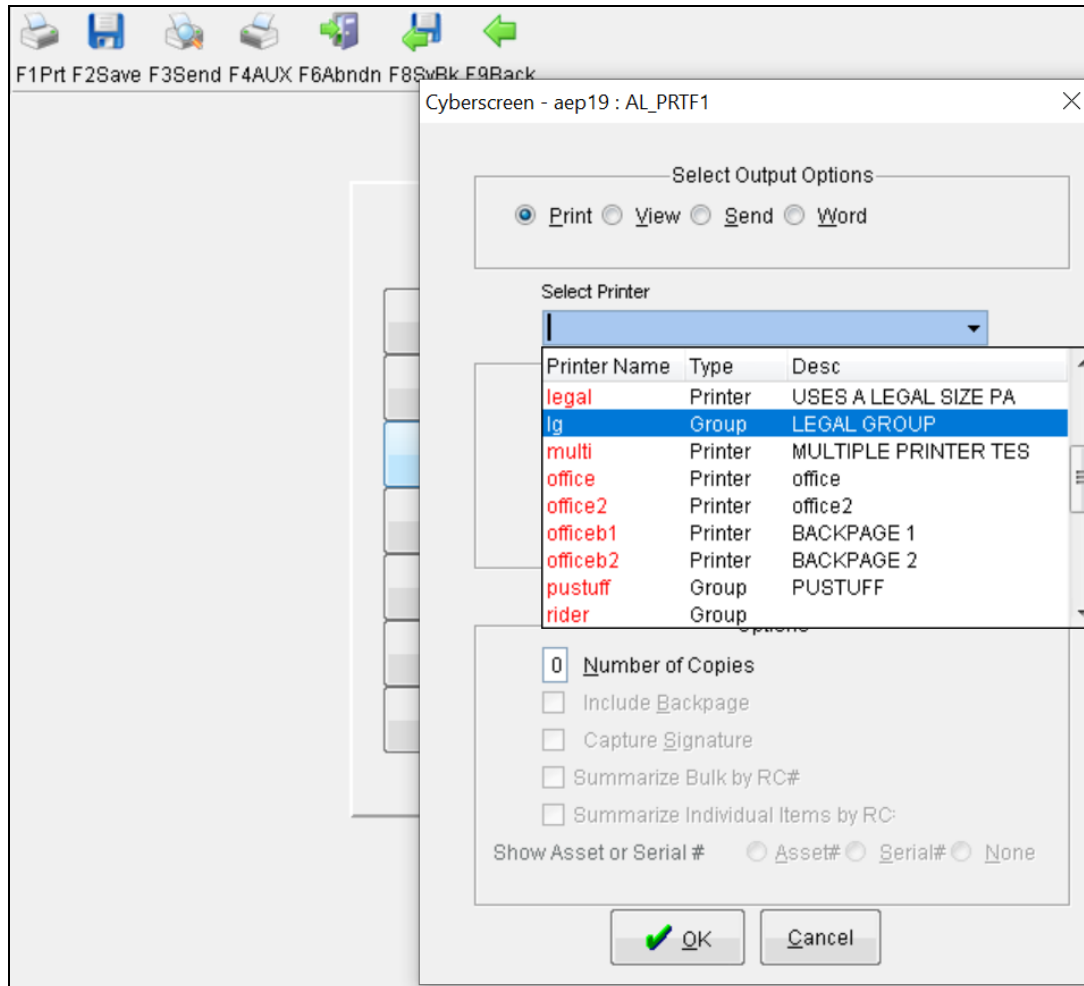 F1Prt F2Save F3Send F4AUX F6Abndn F8SvBk F9Back
Cyberscreen - aep19 : AL_PRTF1
Select Output Options
Print View Send Word
Select Printer
Printer Name Type Desc
legal Printer USES A LEGAL SIZE PA
lg Group LEGAL GROUP
multi Printer MULTIPLE PRINTER TES
office Printer office
office2 Printer office2
officeb1 Printer BACKPAGE 1
officeb2 Printer BACKPAGE 2
pustuff Group PUSTUFF
rider Group
Options
0 Number of Copies
Include Backpage
Capture Signature
Summarize Bulk by RC#
Summarize Individual Items by RC
Show Asset or Serial # Asset# Serial# None
OK Cancel